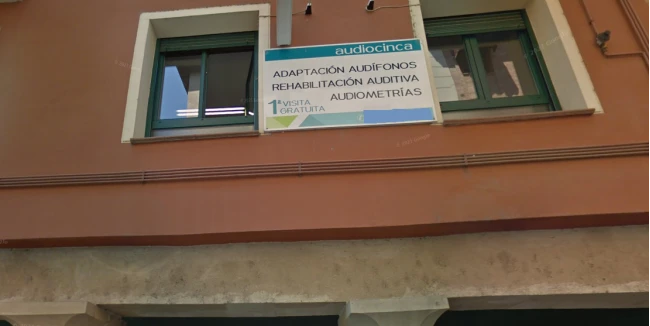 audiocinca
ADAPTACIÓN AUDÍFONOS
REHABILITACIÓN AUDITIVA
AUDIOMETRÍAS
1ª VISITA
GRATUITA